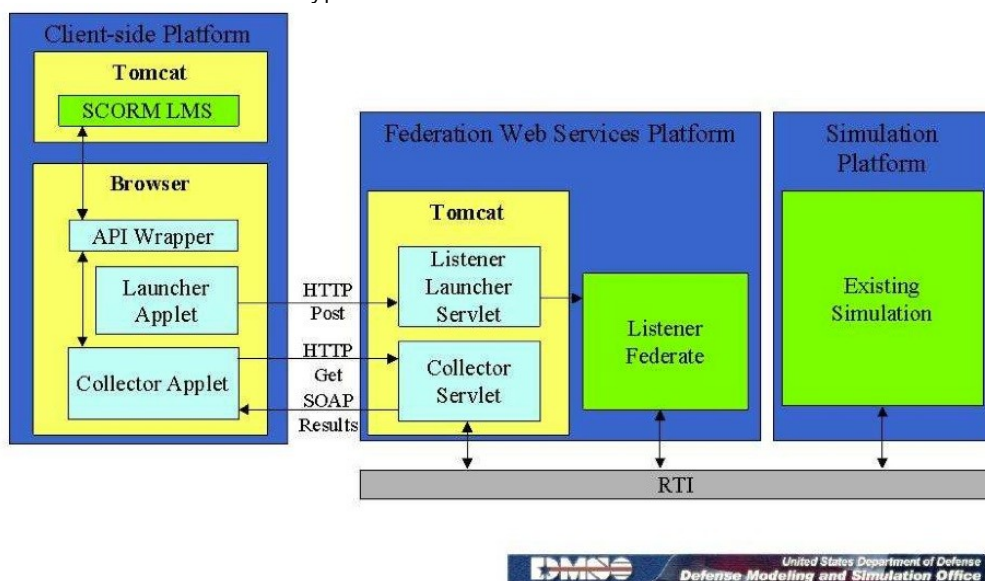 Client-side Platform
Tomcat
SCORM LMS
Browser
API Wrapper
Launcher
Applet
Collector Applet
HTTP
Post
HTTP
Get
SOAP
Results
Federation Web Services Platform
Tomcat
Listener
Launcher
Servlet
Collector
Servlet
Listener
Federate
Simulation
Platform
Existing
Simulation
RTI
DMSO
United States Department of Defense
Defense Modeling and Simulation Office